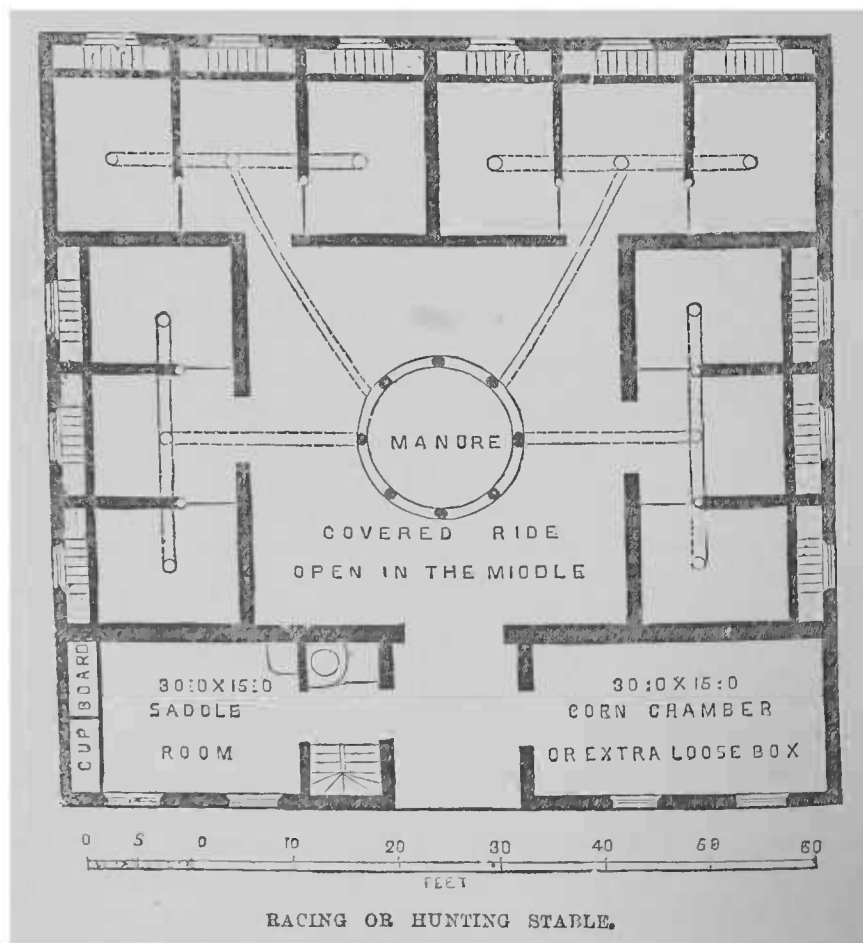 MANURE
COVERED RIDE
OPEN IN THE MIDDLE
CUP BOARD
30:0 X 15:0
SADDLE
ROOM
30:0 X 15:0
CORN CHAMBER
OR EXTRA LOOSE BOX
0 5 0 10 20 30 40 50 60
FEET
RACING OR HUNTING STABLE.